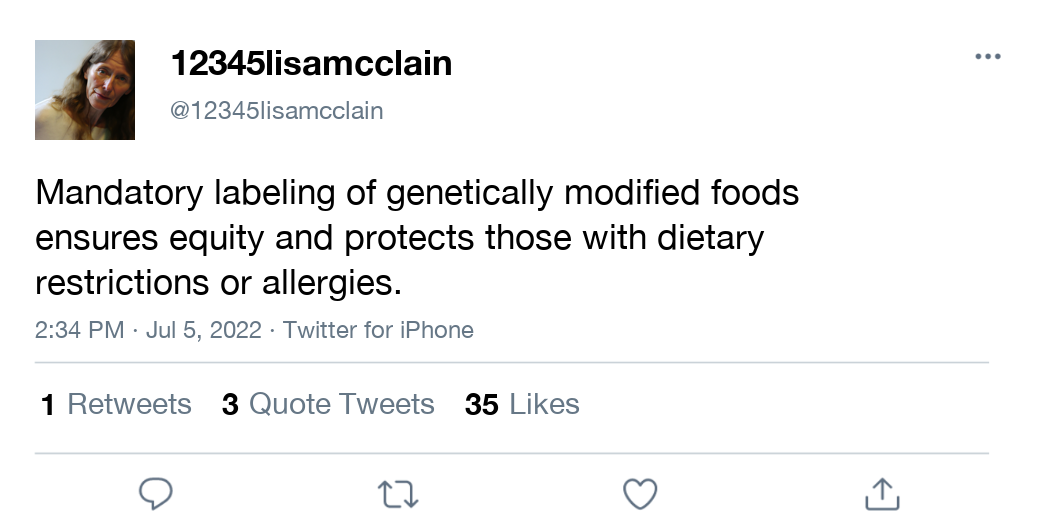 12345lisamcclain
@12345lisamcclain
Mandatory labeling of genetically modified foods
ensures equity and protects those with dietary
restrictions or allergies.
2:34 PM · Jul 5, 2022 · Twitter for iPhone
1 Retweets 3 Quote Tweets 35 Likes